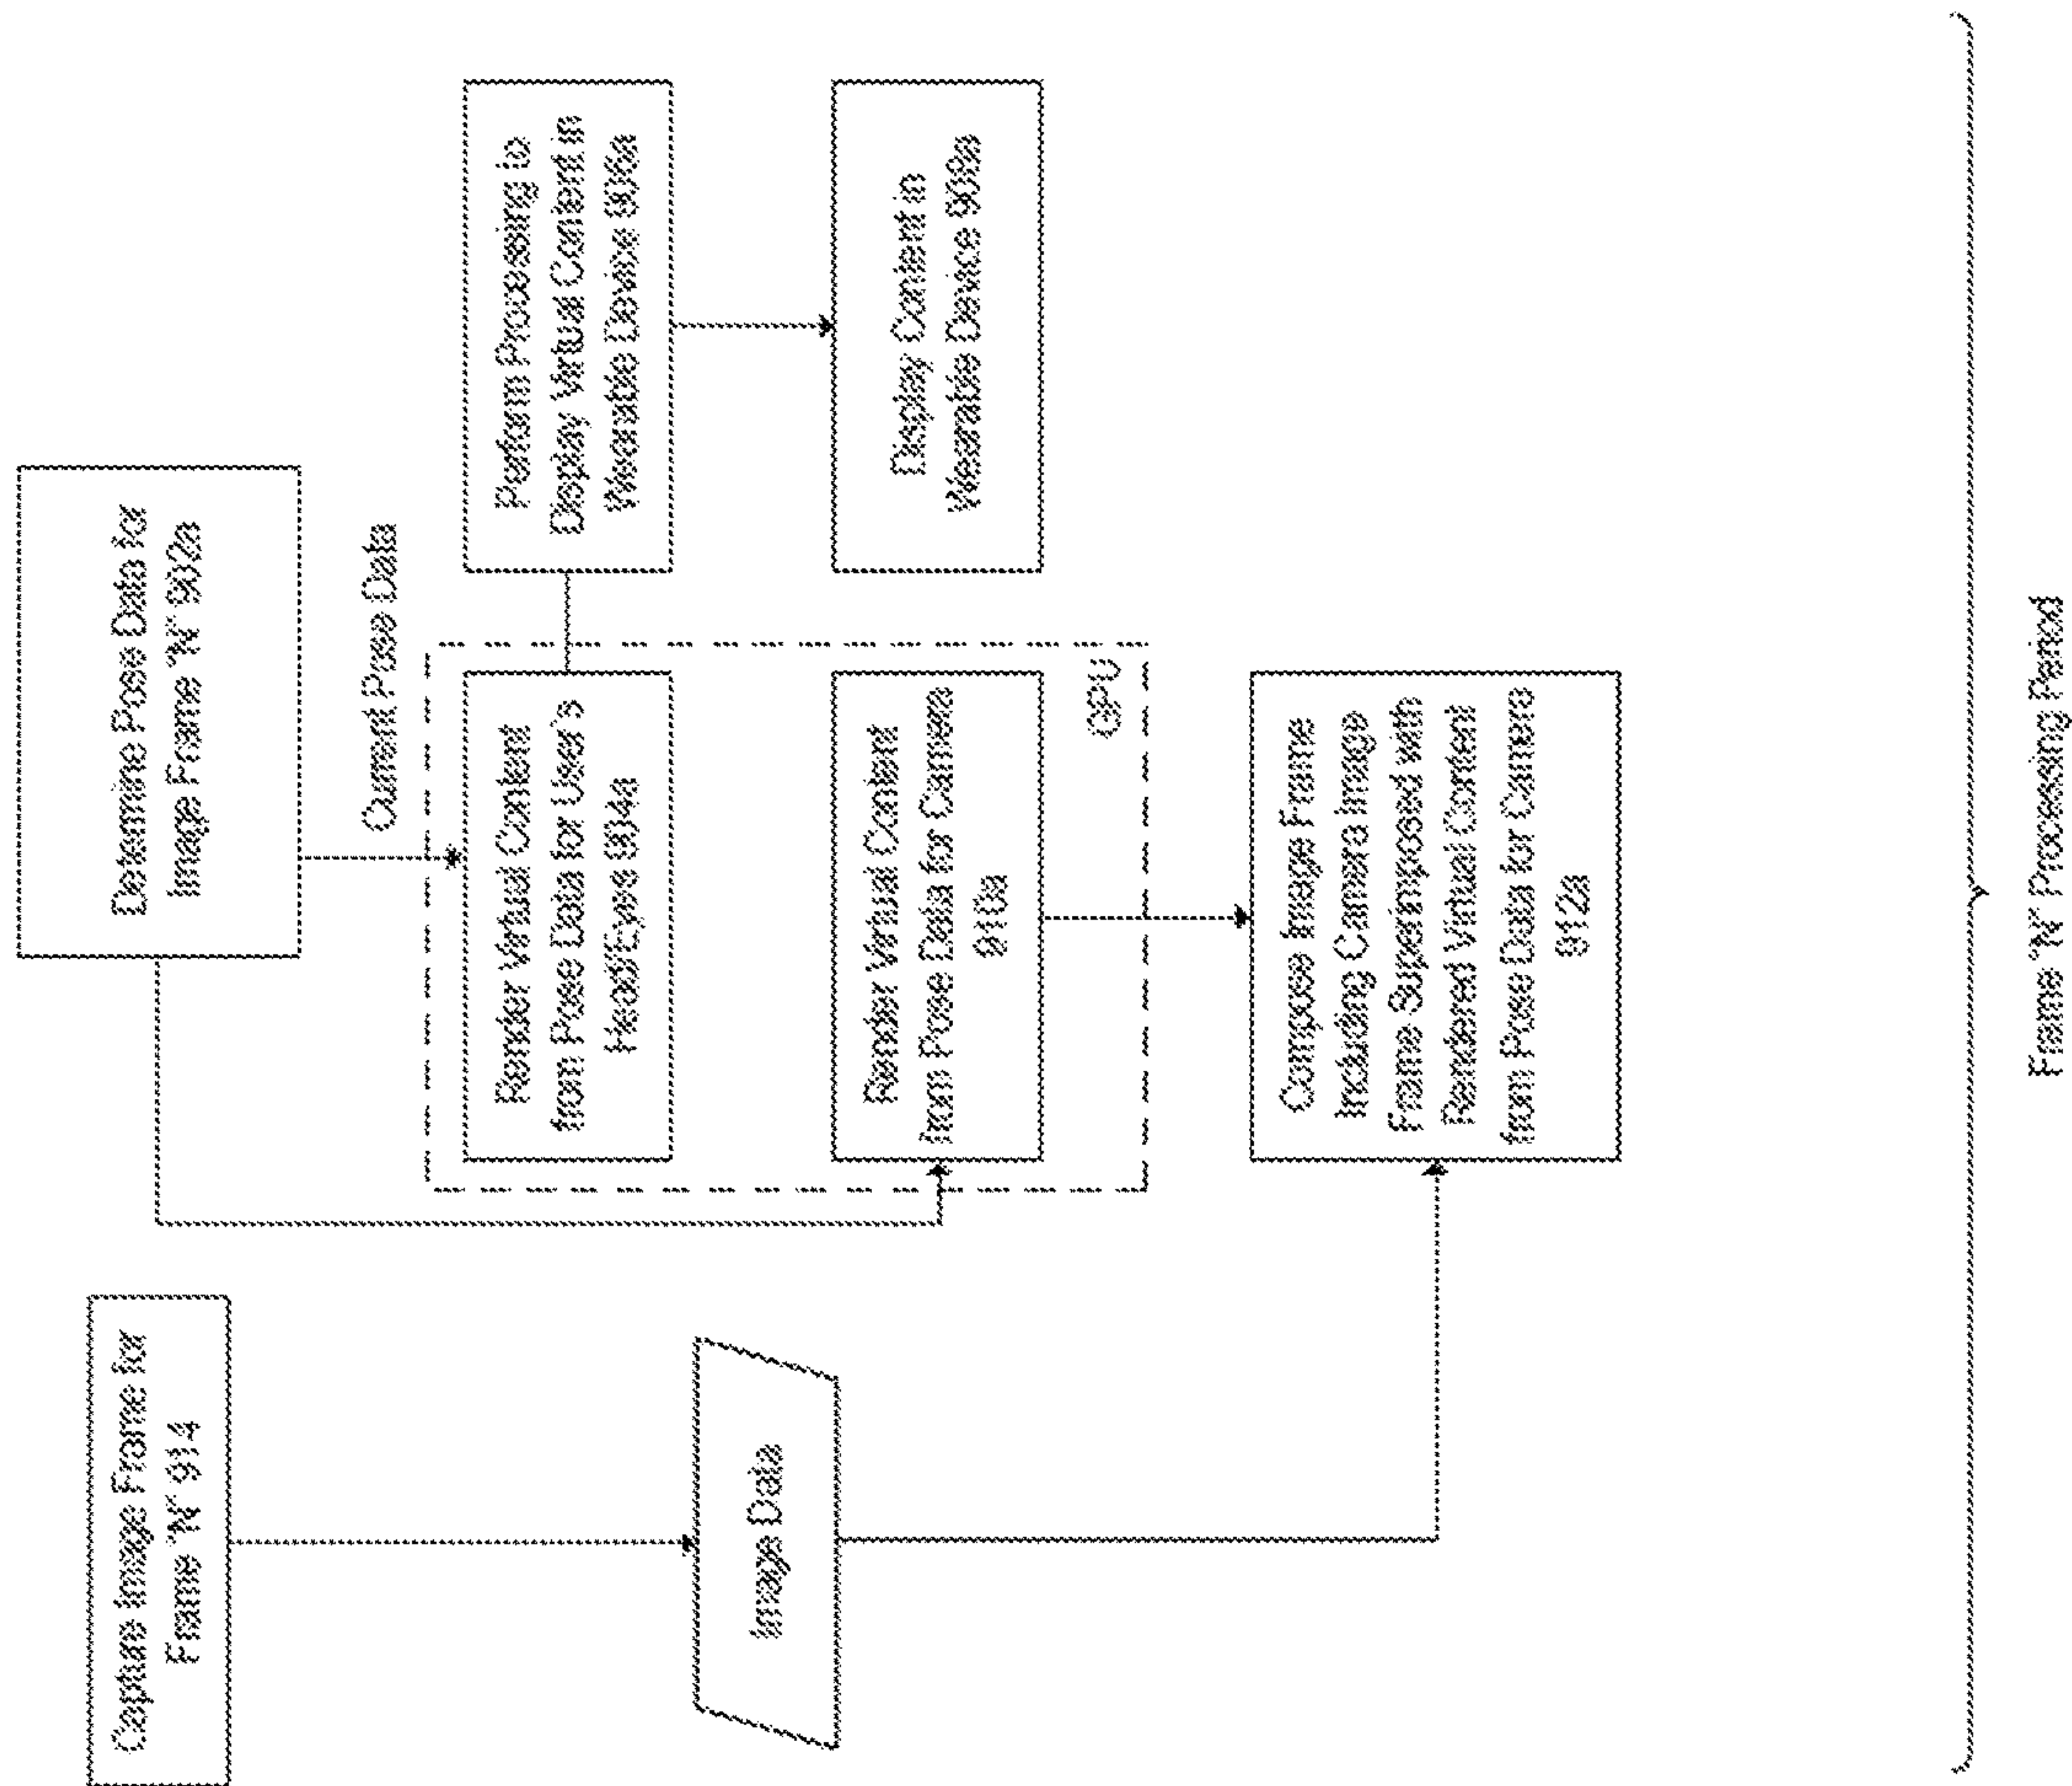 Capture Image Frame for
Frame 'N' 914
Determine Pose Data for
Image Frame 'N' 902a
Current Pose Data
Render Virtual Content
from Pose Data for User's
Head/Eyes 904a
Perform Processing to
Display Virtual Content in
Wearable Device 906a
Image Data
Render Virtual Content
from Pose Data for Camera
910a
Display Content in
Wearable Device 908a
GPU
Compose Image Frame
Including Camera Image
Frame Superimposed with
Rendered Virtual Content
from Pose Data for Camera
912a
Frame 'N' Processing Period